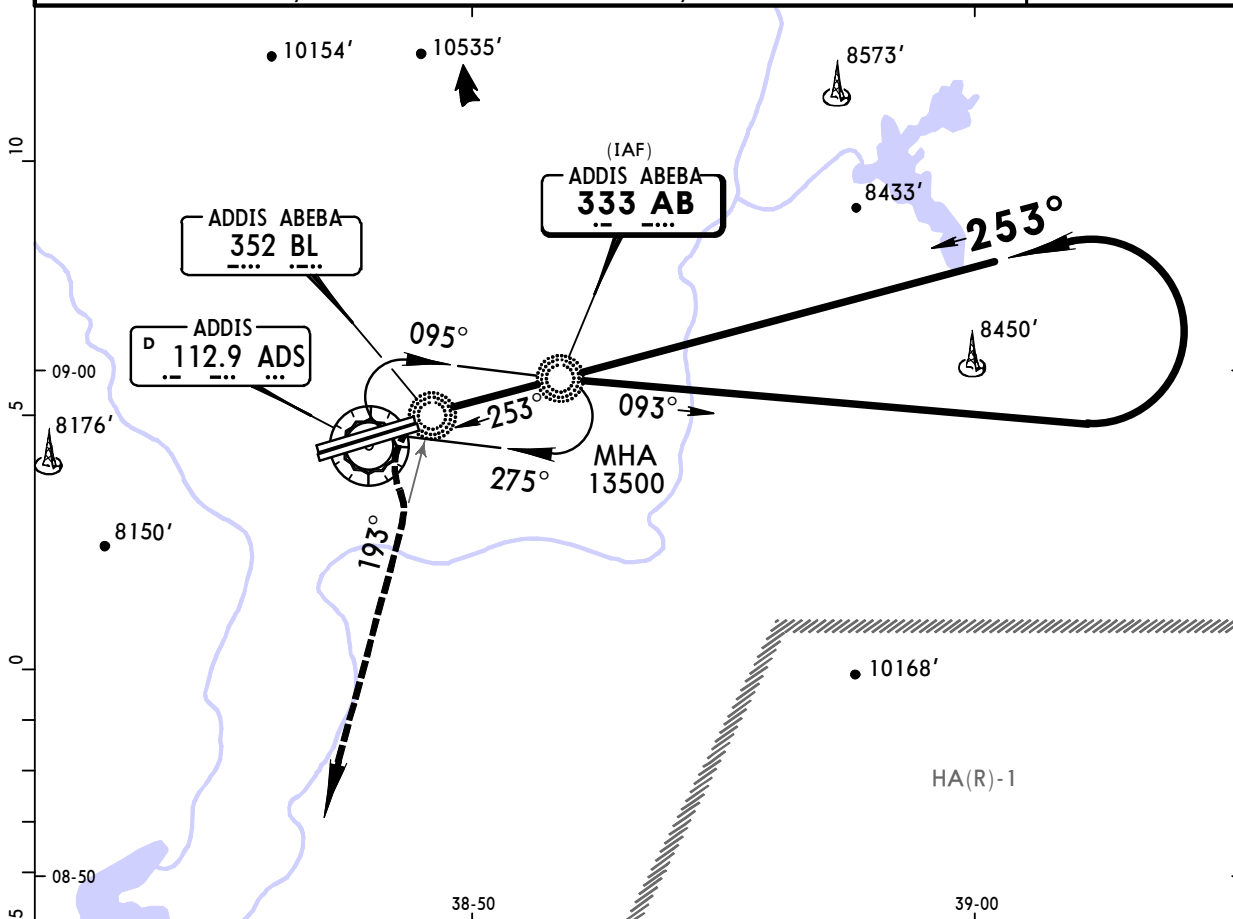 10154′
10535′
8573′
10
(IAF)
ADDIS ABEBA
333 AB
8433′
253°
ADDIS ABEBA
352 BL
ADDIS
D 112.9 ADS
095°
8450′
09-00
253°
093°
5
8176′
275°
MHA
13500
8150′
193°
0
10168′
HA(R)-1
08-50
38-50
39-00
5